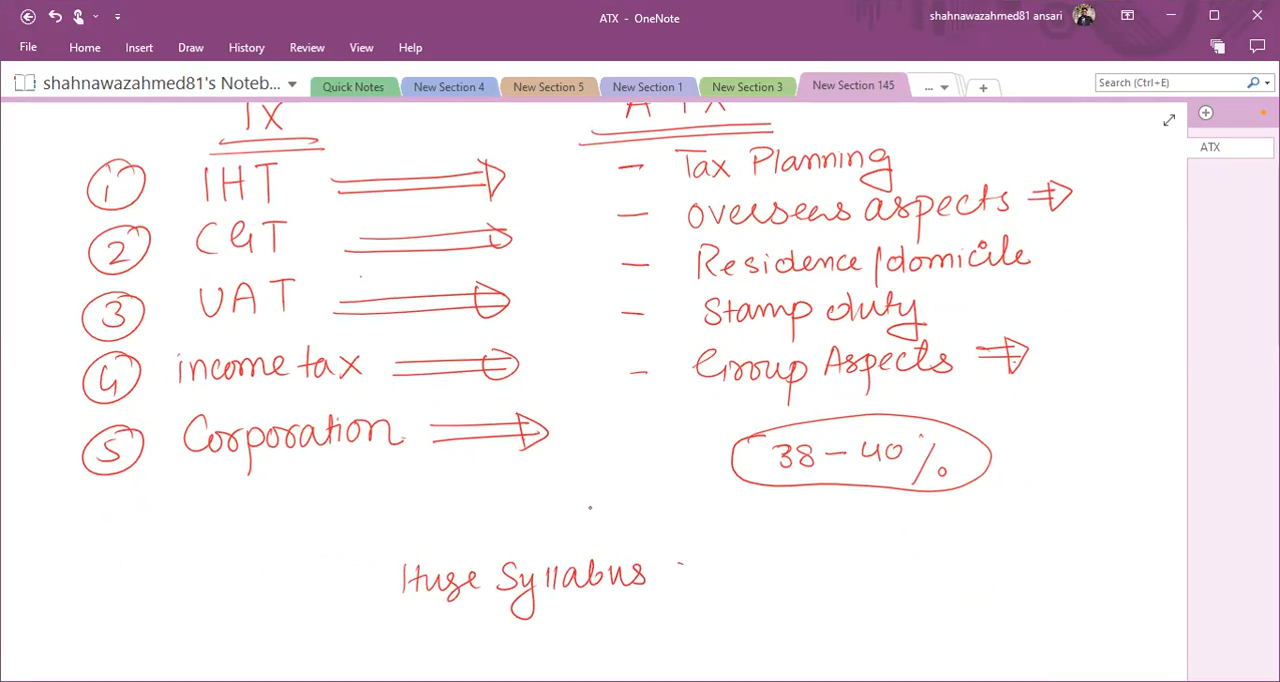 ATX - OneNote
shahnawazahmed81 ansari
File Home Insert Draw History Review View Help
shahnawazahmed81's Noteb...
Quick Notes
New Section 4
New Section 5
New Section 1
New Section 3
New Section 145
...
Search (Ctrl+E)
ATX
TX
ATX
1 IHT
- Tax Planning
- Overseas aspects
2 CGT
- Residence/domicile
3 VAT
- Stamp duty
4 income tax
- Group Aspects
5 Corporation
38-40%
Huge Syllabus